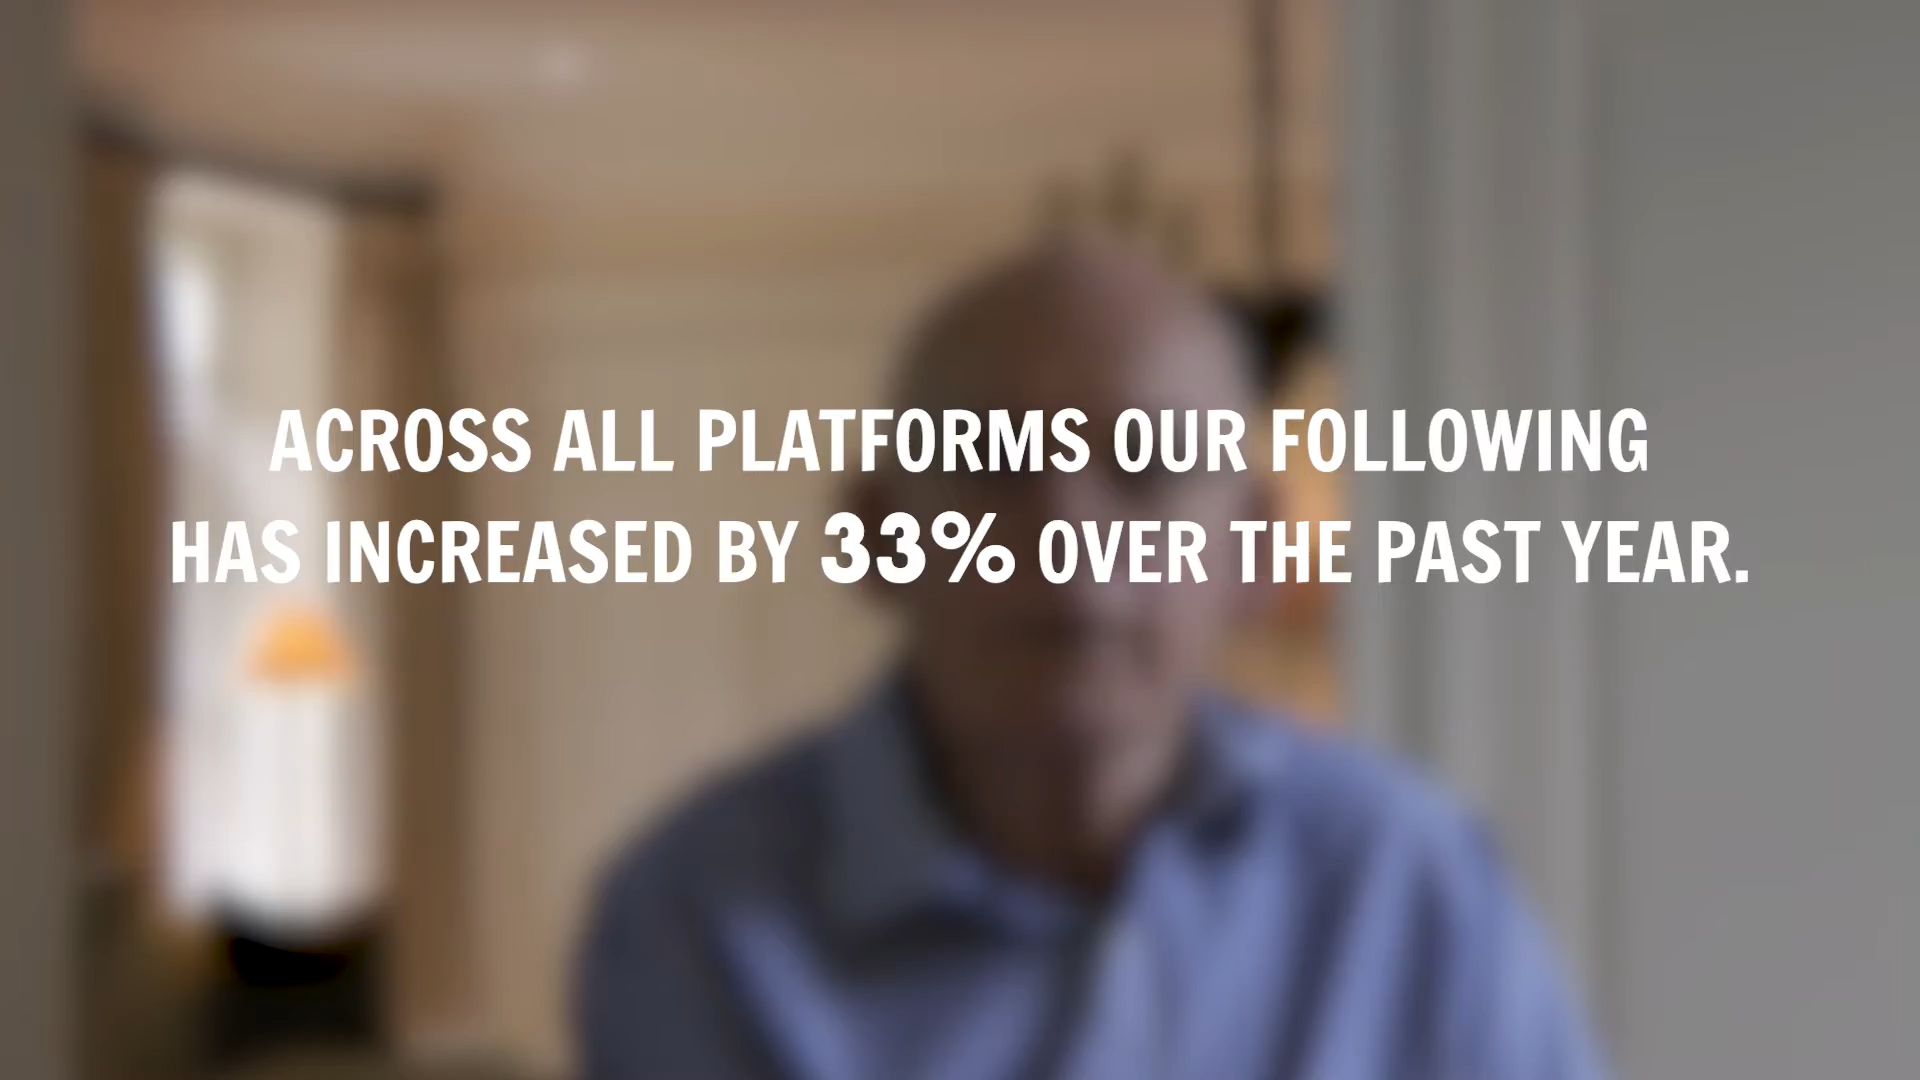 ACROSS ALL PLATFORMS OUR FOLLOWING
HAS INCREASED BY 33% OVER THE PAST YEAR.